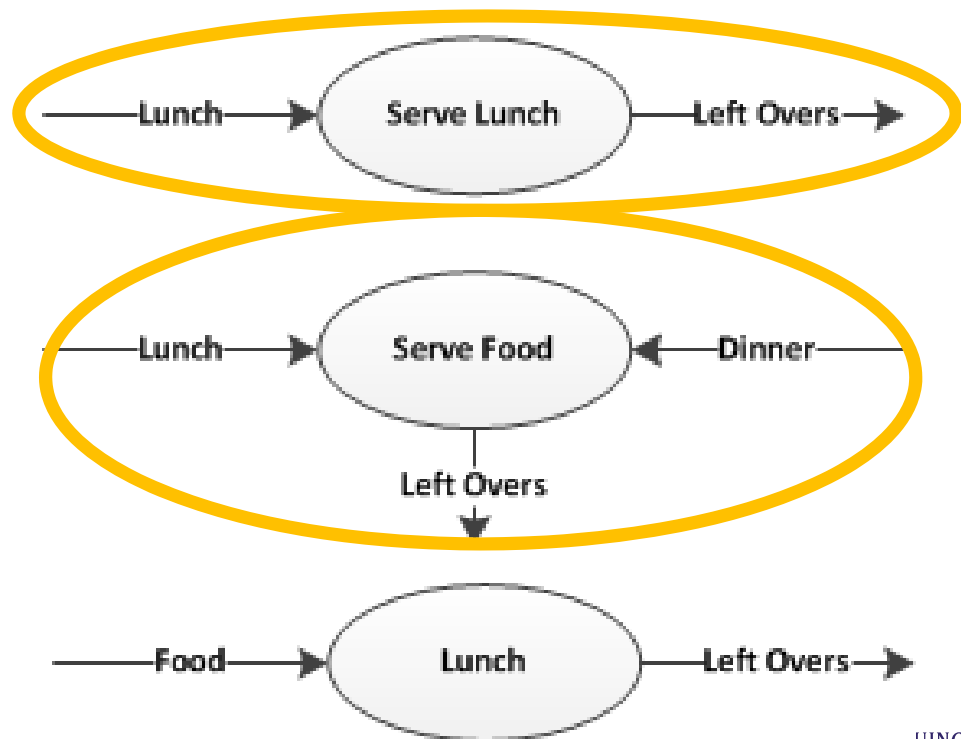 Lunch Serve Lunch Left Overs
Lunch Serve Food Dinner
Left Overs
Food Lunch Left Overs